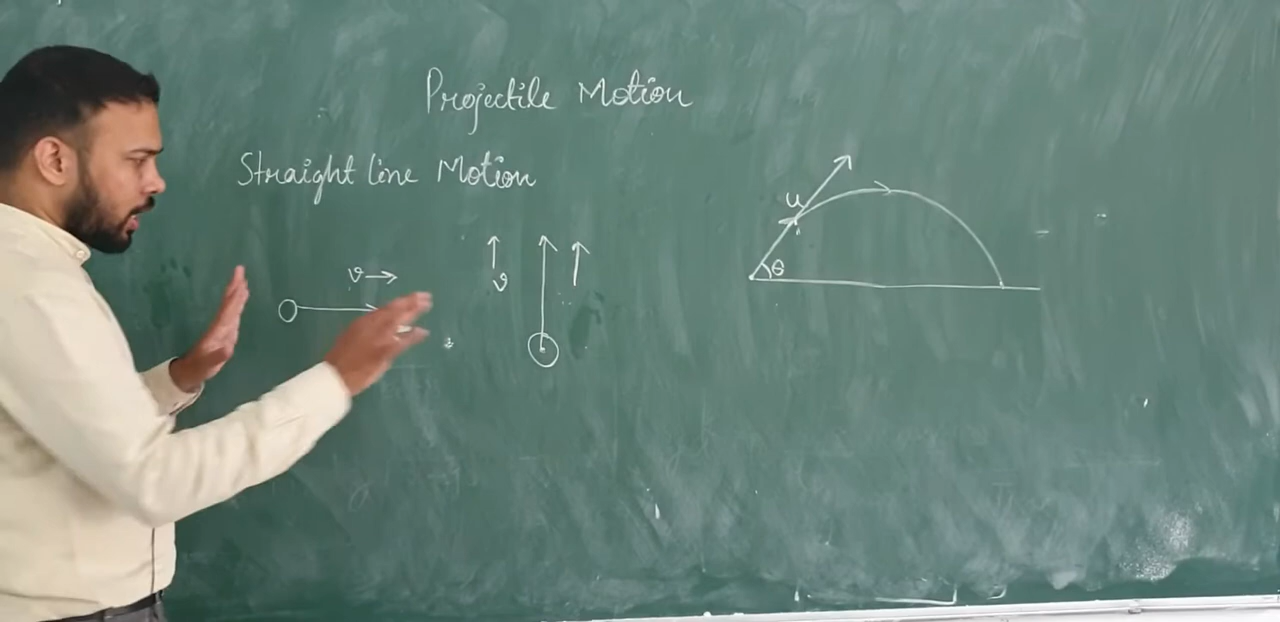 Projectile Motion
Straight line Motion
u
v
v
θ